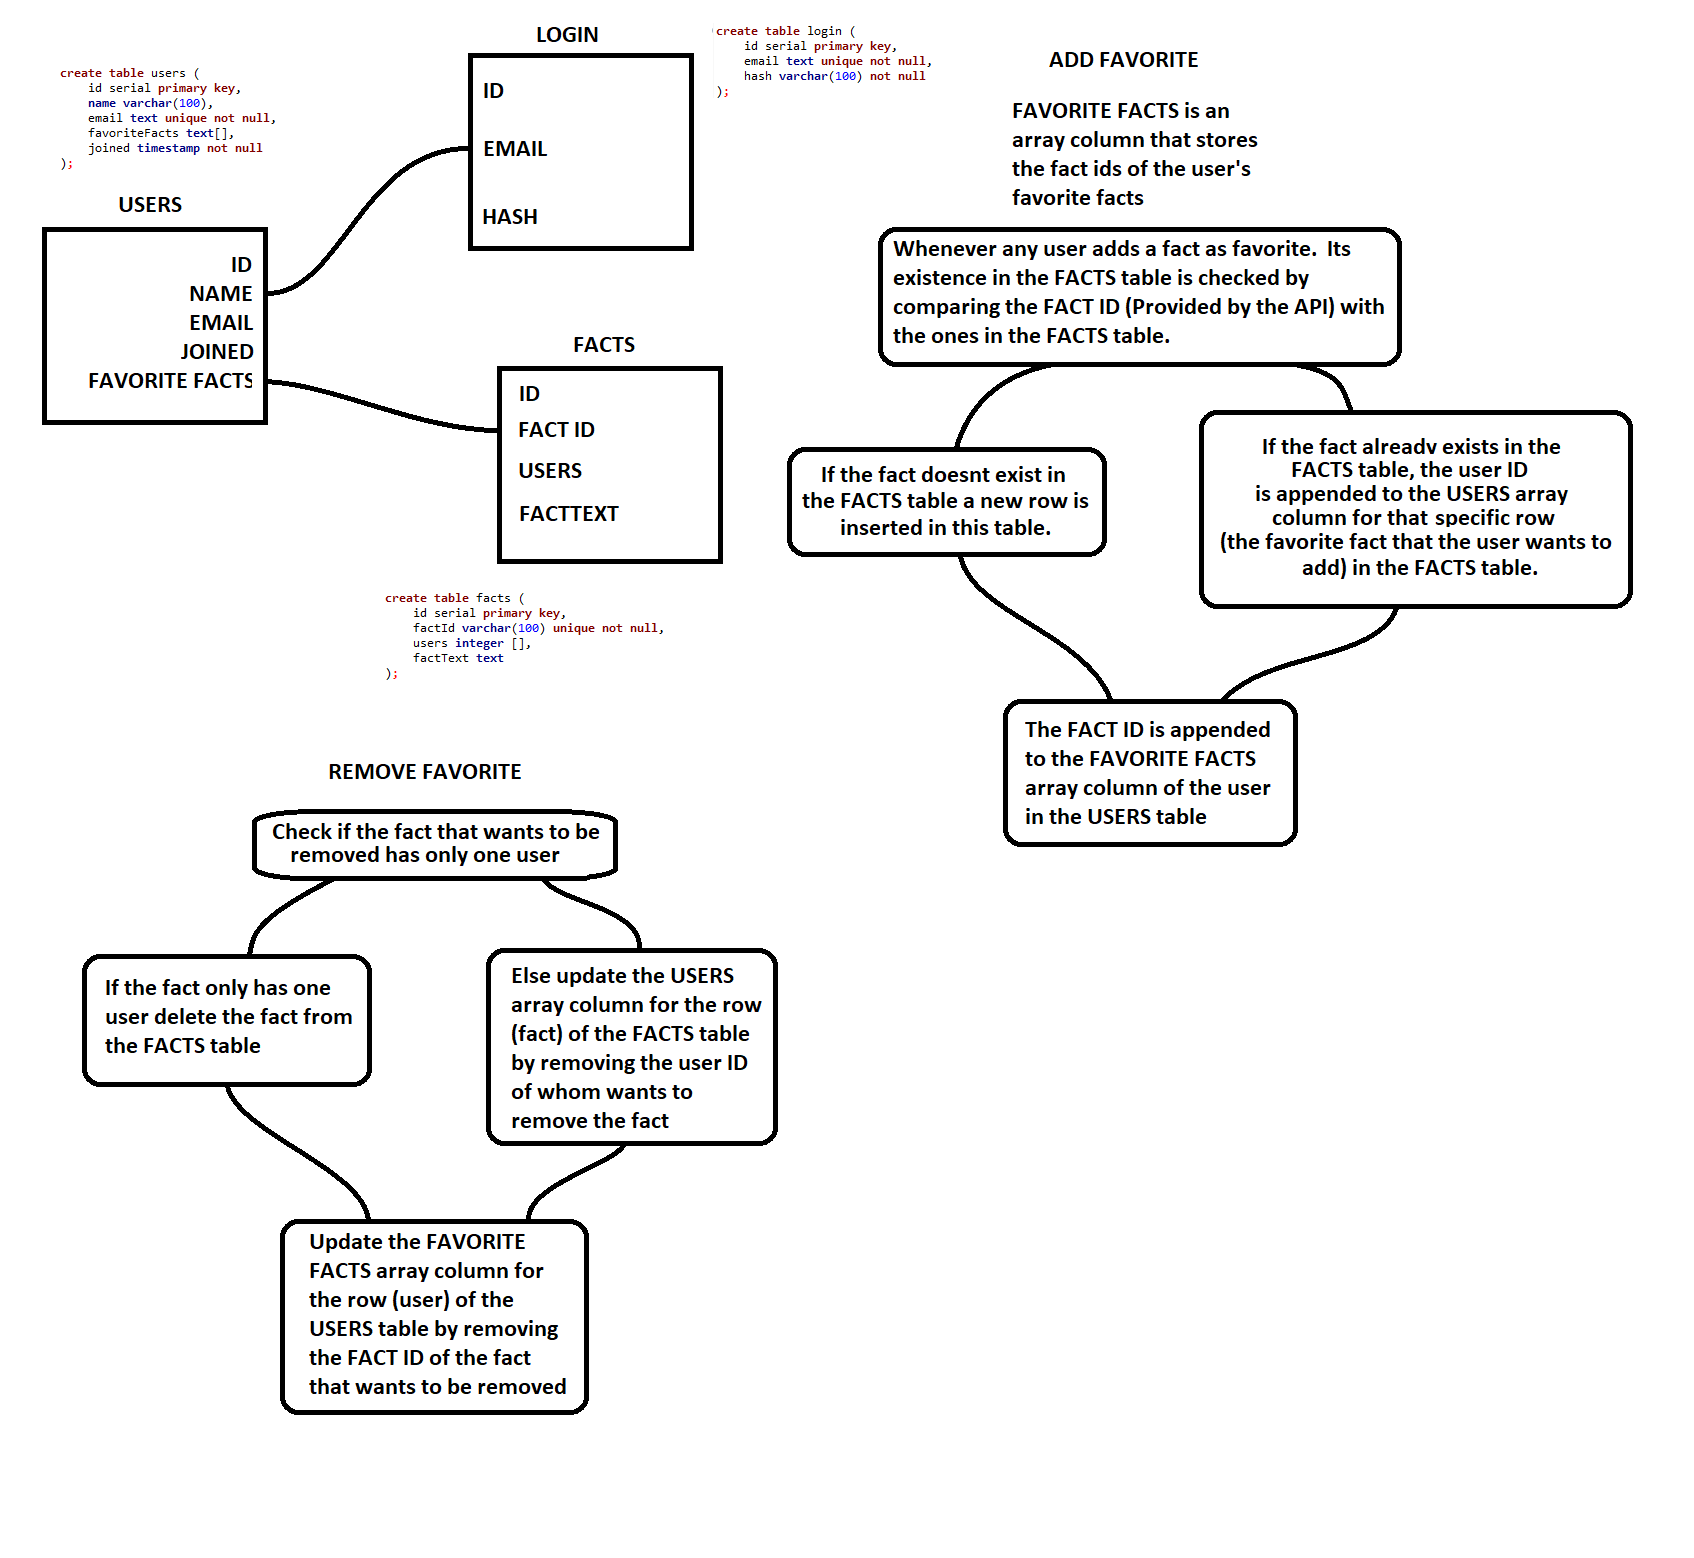 create table users (
id serial primary key,
name varchar(100),
email text unique not null,
favoriteFacts text[],
joined timestamp not null
);
USERS
ID
NAME
EMAIL
JOINED
FAVORITE FACTS
LOGIN
ID
EMAIL
HASH
create table login (
id serial primary key,
email text unique not null,
hash varchar(100) not null
);
FACTS
ID
FACT ID
USERS
FACTTEXT
create table facts (
id serial primary key,
factId varchar(100) unique not null,
users integer [],
factText text
);
ADD FAVORITE
FAVORITE FACTS is an
array column that stores
the fact ids of the user's
favorite facts
Whenever any user adds a fact as favorite.  Its
existence in the FACTS table is checked by
comparing the FACT ID (Provided by the API) with
the ones in the FACTS table.
If the fact doesnt exist in
the FACTS table a new row is
inserted in this table.
If the fact already exists in the
FACTS table, the user ID
is appended to the USERS array
column for that specific row
(the favorite fact that the user wants to
add) in the FACTS table.
The FACT ID is appended
to the FAVORITE FACTS
array column of the user
in the USERS table
REMOVE FAVORITE
Check if the fact that wants to be
removed has only one user
If the fact only has one
user delete the fact from
the FACTS table
Else update the USERS
array column for the row
(fact) of the FACTS table
by removing the user ID
of whom wants to
remove the fact
Update the FAVORITE
FACTS array column for
the row (user) of the
USERS table by removing
the FACT ID of the fact
that wants to be removed